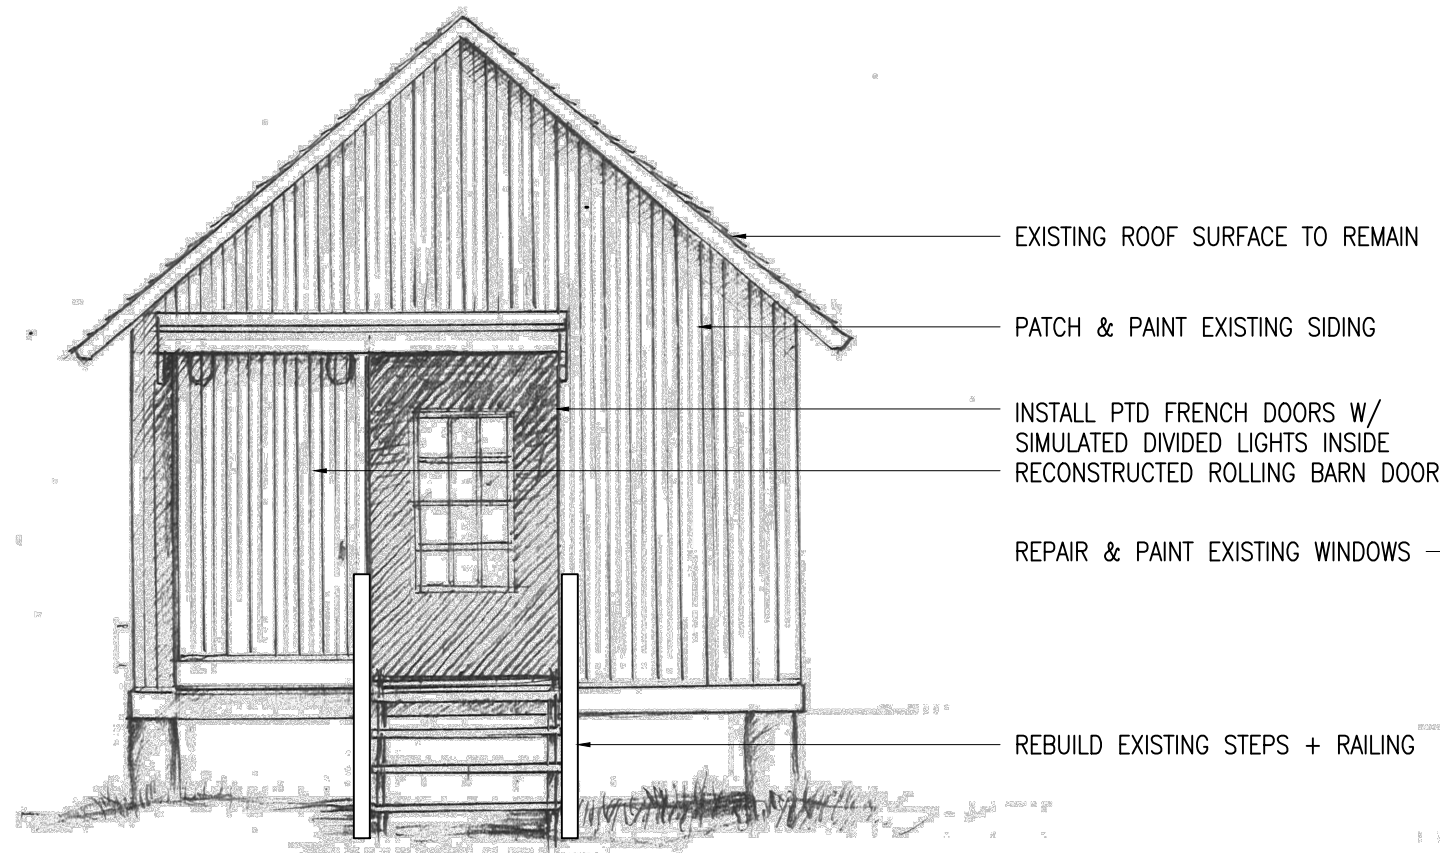 EXISTING ROOF SURFACE TO REMAIN
PATCH & PAINT EXISTING SIDING
INSTALL PTD FRENCH DOORS W/
SIMULATED DIVIDED LIGHTS INSIDE
RECONSTRUCTED ROLLING BARN DOOR
REPAIR & PAINT EXISTING WINDOWS
REBUILD EXISTING STEPS + RAILING